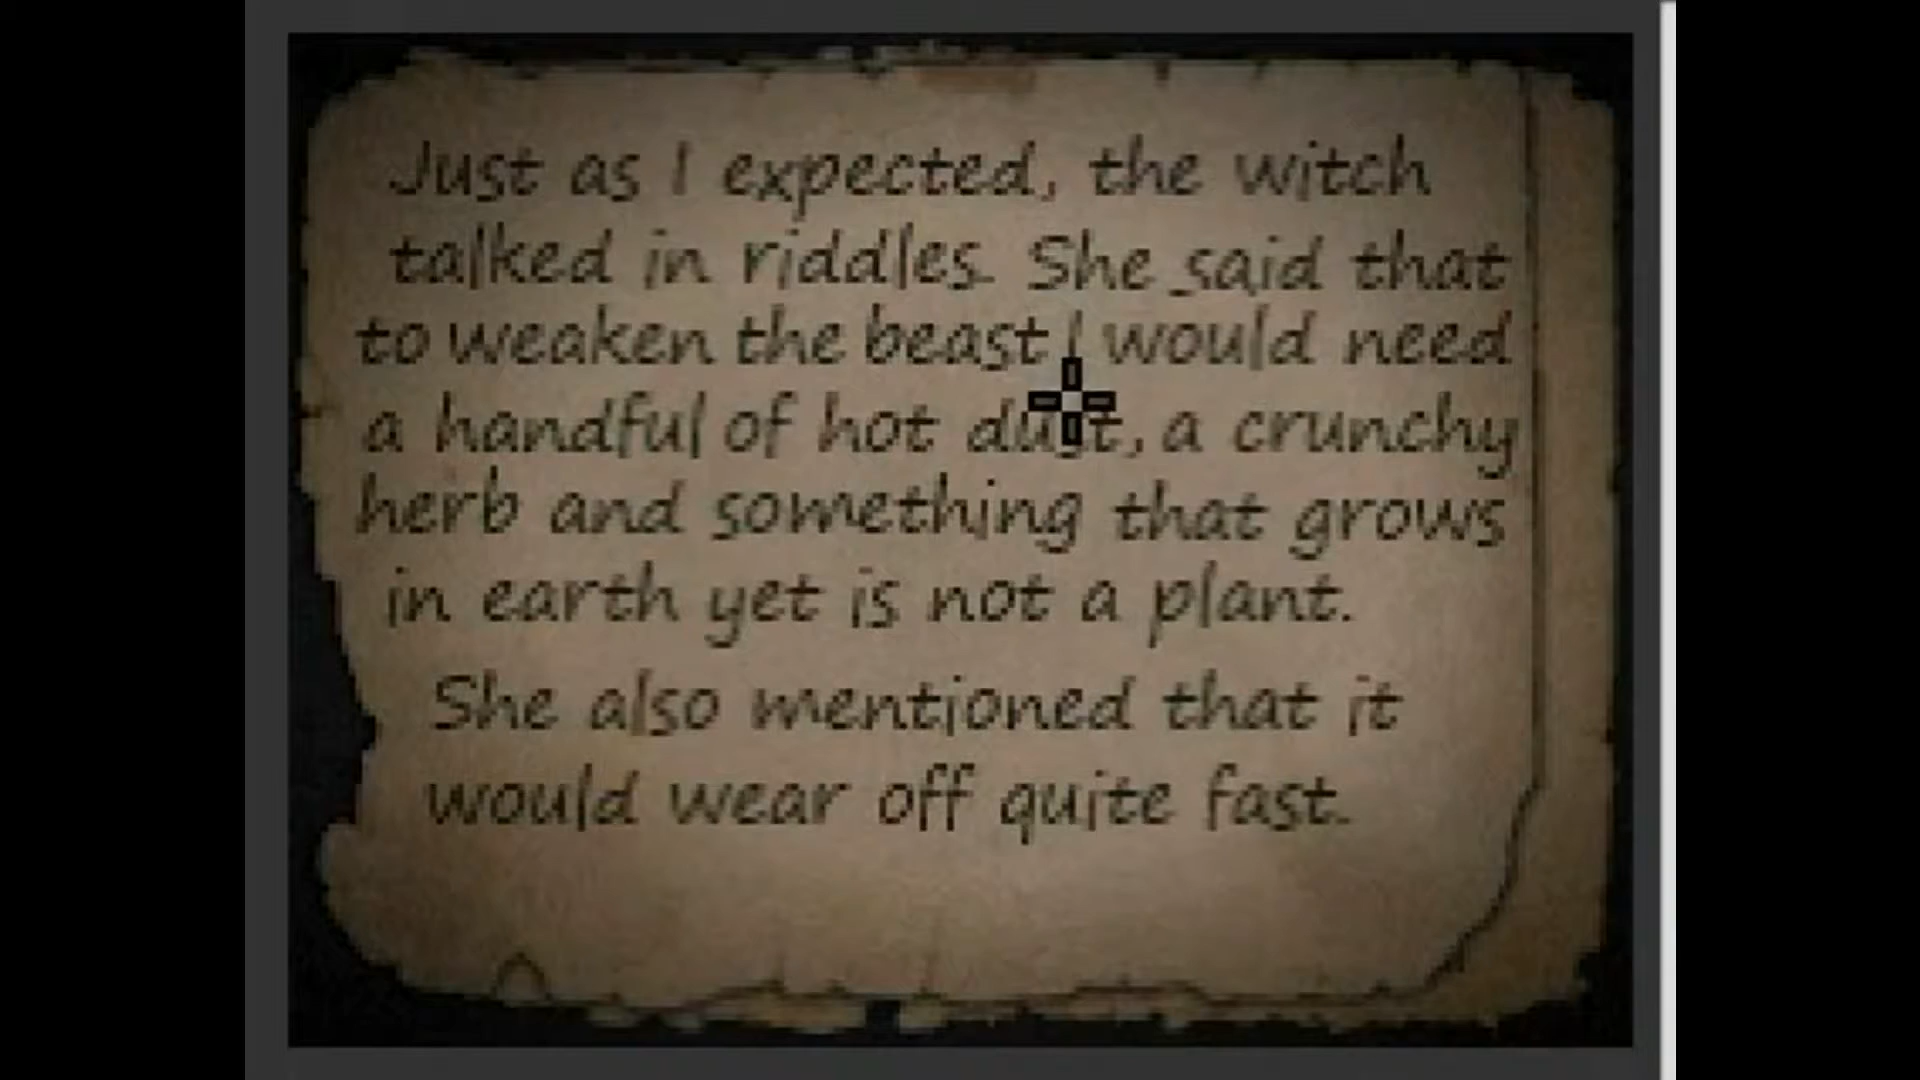 Just as I expected, the witch
talked in riddles. She said that
to weaken the beast I would need
a handful of hot dust, a crunchy
herb and something that grows
in earth yet is not a plant.
She also mentioned that it
would wear off quite fast.